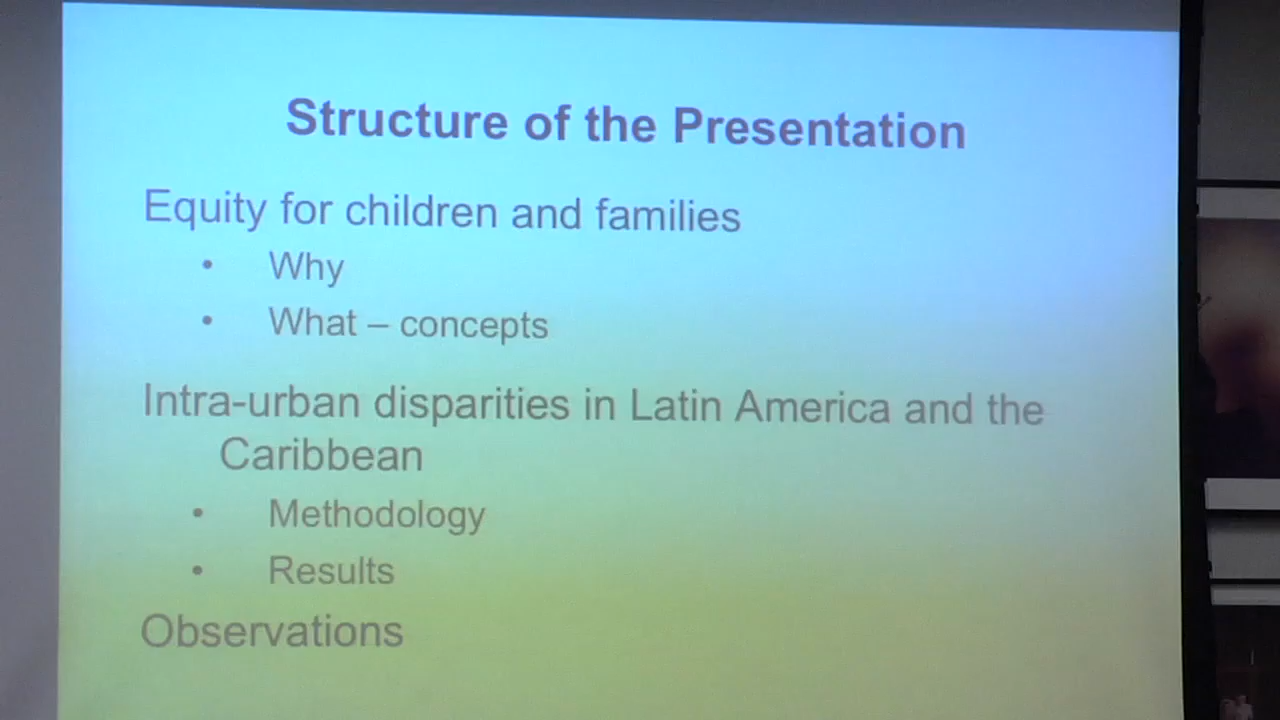 Structure of the Presentation
Equity for children and families
• Why
• What – concepts
Intra-urban disparities in Latin America and the
Caribbean
• Methodology
• Results
Observations